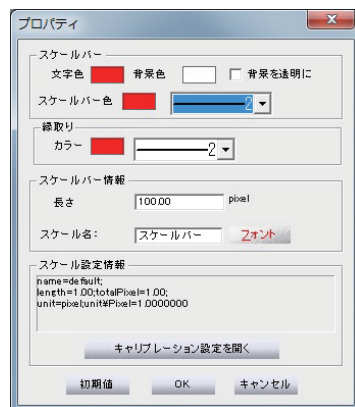 プロパティ
スケールバー
文字色 背景色 背景を透明に
スケールバー色 2
縁取り
カラー 2
スケールバー情報
長さ 100.00 pixel
スケール名: スケールバー フォント
スケール設定情報
name=default;
length=1.00;totalPixel=1.00;
unit=pixel;unit¥Pixel=1.0000000
キャリブレーション設定を開く
初期値 OK キャンセル